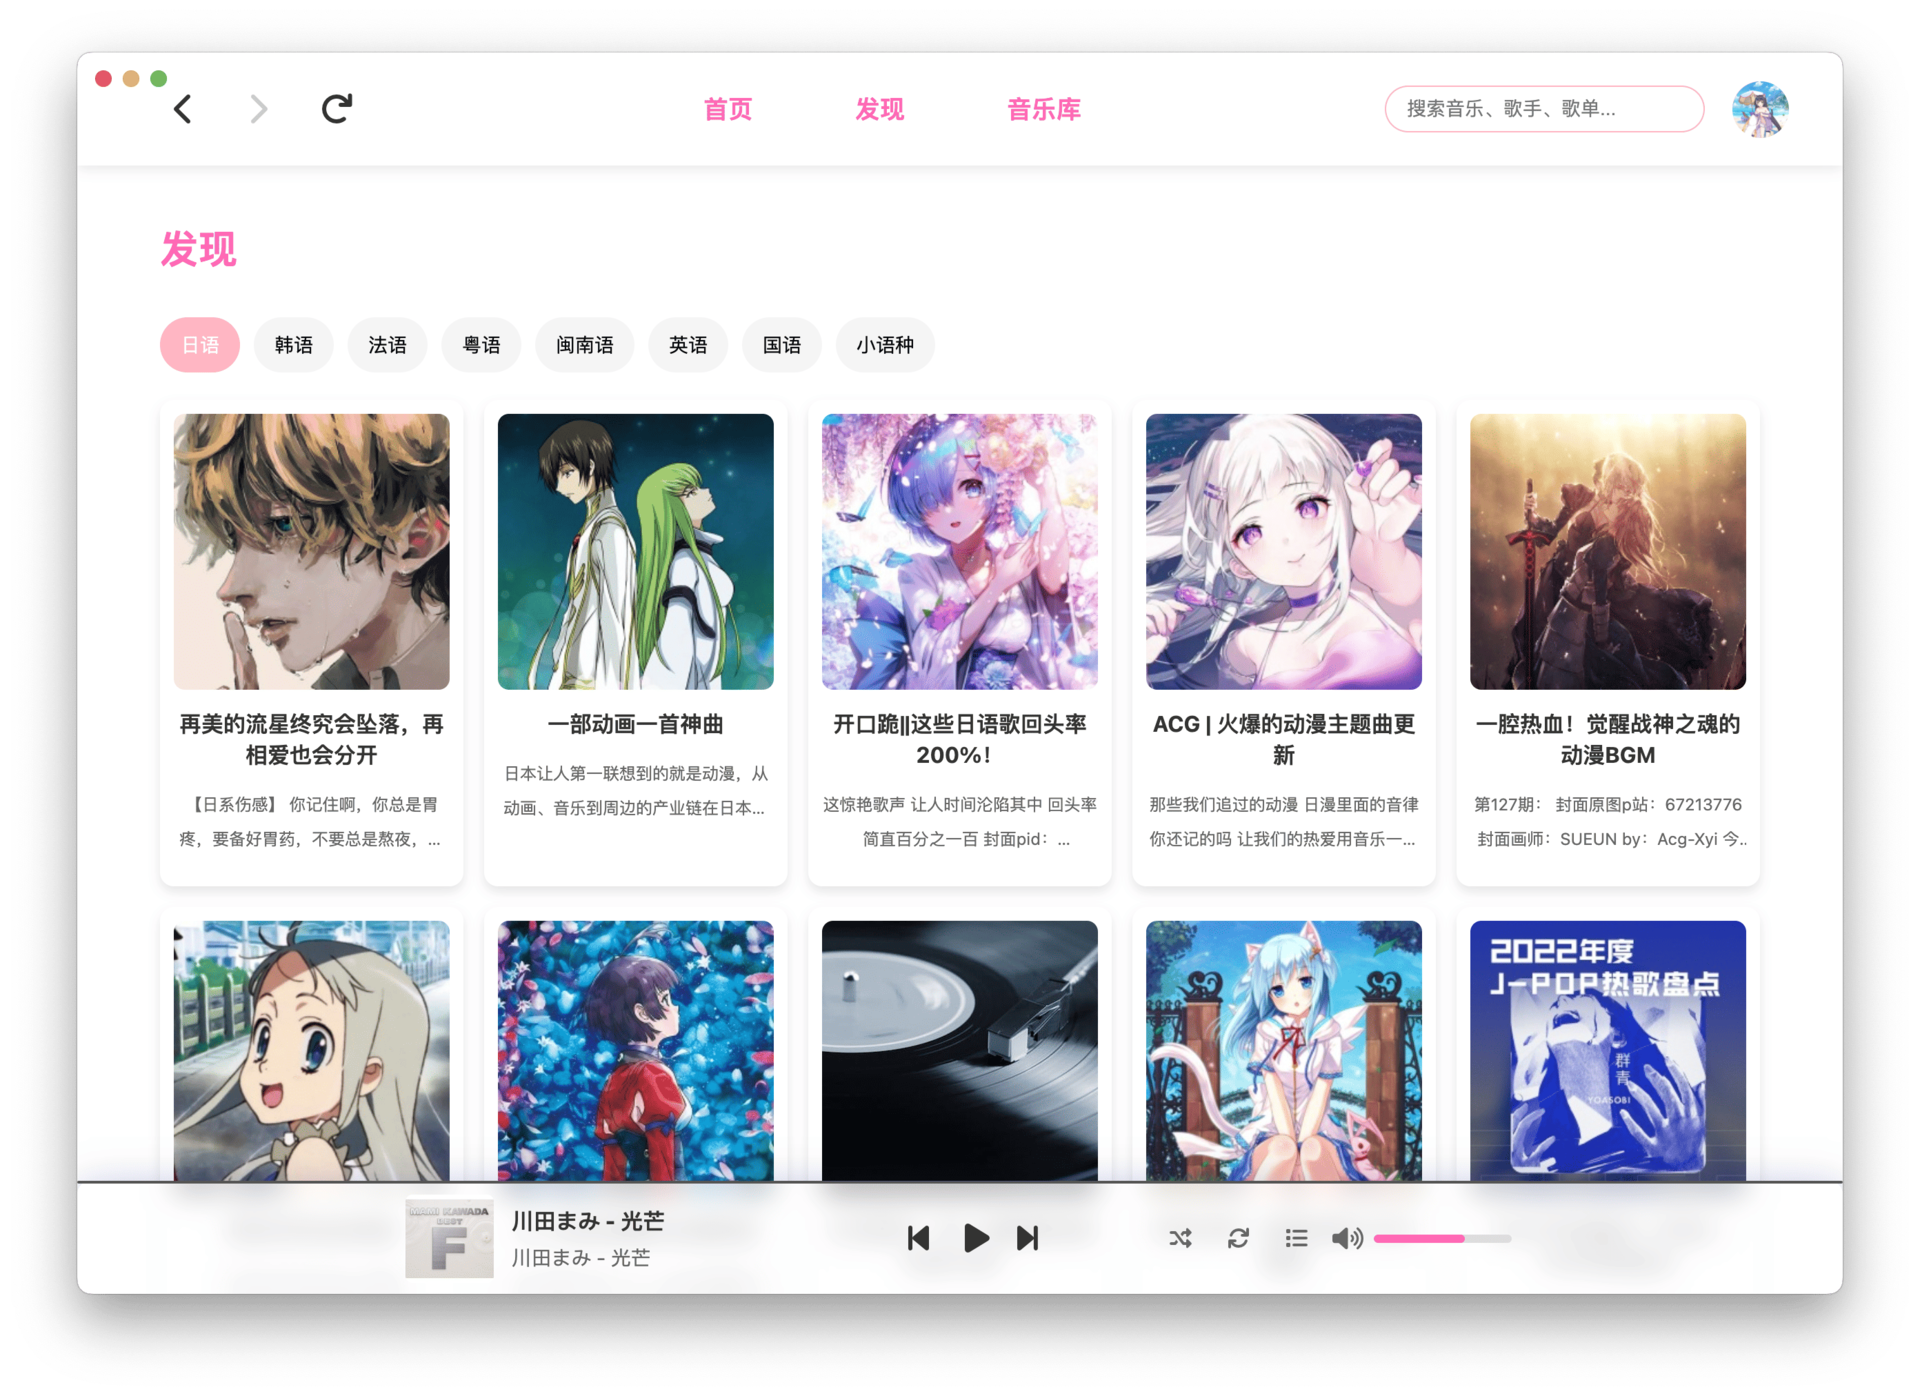 首页
发现
音乐库
搜索音乐、歌手、歌单...
发现
日语
韩语
法语
粤语
闽南语
英语
国语
小语种
再美的流星终究会坠落，再
相爱也会分开
【日系伤感】 你记住啊，你总是胃
疼，要备好胃药，不要总是熬夜，...
一部动画一首神曲
日本让人第一联想到的就是动漫，从
动画、音乐到周边的产业链在日本...
开口跪‖这些日语歌回头率
200%！
这惊艳歌声 让人时间沦陷其中 回头率
简直百分之一百 封面pid： ...
ACG | 火爆的动漫主题曲更
新
那些我们追过的动漫 日漫里面的音律
你还记的吗 让我们的热爱用音乐一...
一腔热血！觉醒战神之魂的
动漫BGM
第127期： 封面原图p站：67213776
封面画师：SUEUN by：Acg-Xyi 今..
2022年度
J-POP热歌盘点
群青
YOASOBI
MAMI KAWADA
BEST
F
川田まみ - 光芒
川田まみ - 光芒